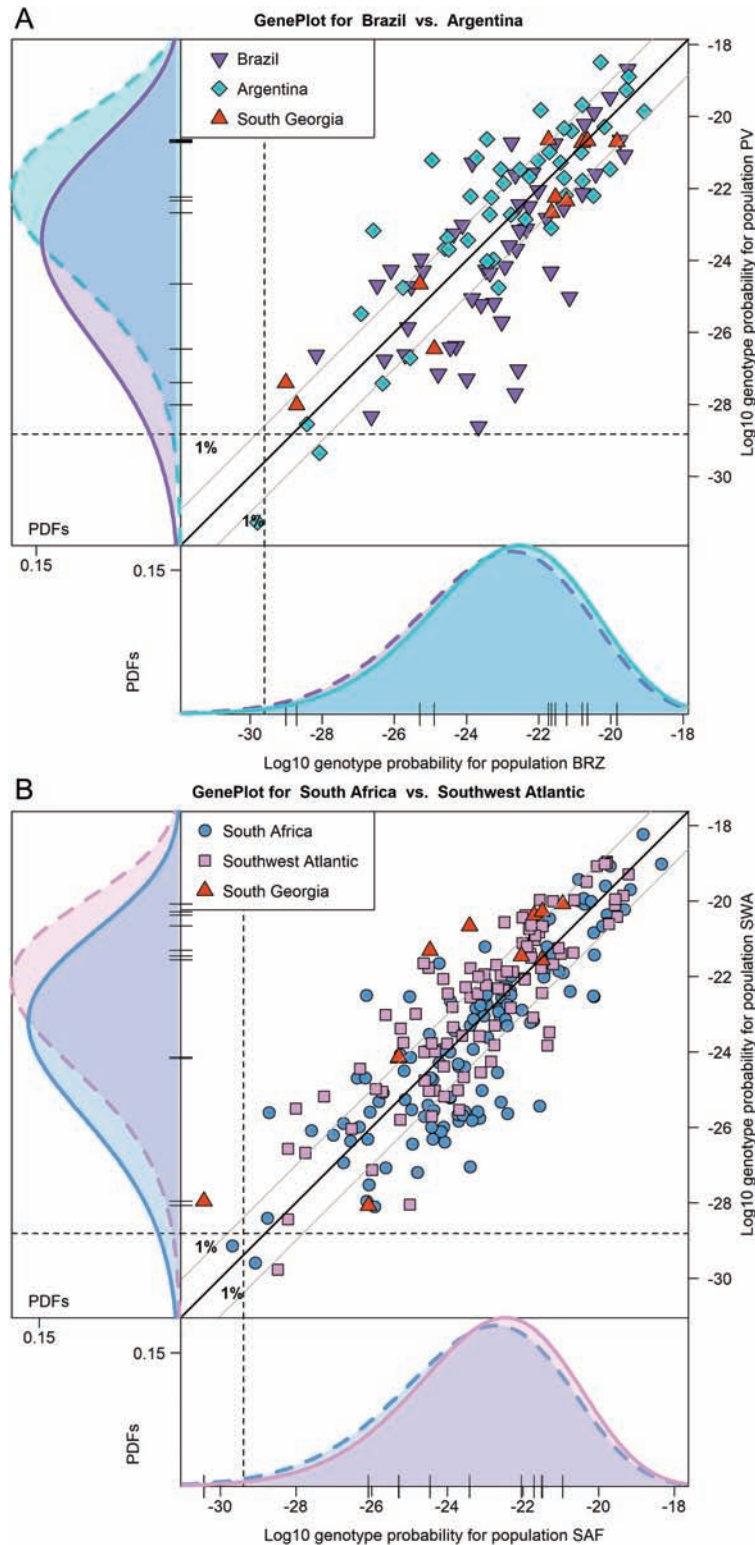 A
GenePlot for Brazil vs. Argentina
Brazil
Argentina
South Georgia
-18
-20
-22
-24
-26
-28
-30
Log10 genotype probability for population PV
1%
1%
PDFs
0.15
0.15
PDFs
-30 -28 -26 -24 -22 -20 -18
Log10 genotype probability for population BRZ
B
GenePlot for South Africa vs. Southwest Atlantic
South Africa
Southwest Atlantic
South Georgia
-18
-20
-22
-24
-26
-28
-30
Log10 genotype probability for population SWA
1%
1%
PDFs
0.15
0.15
PDFs
-30 -28 -26 -24 -22 -20 -18
Log10 genotype probability for population SAF